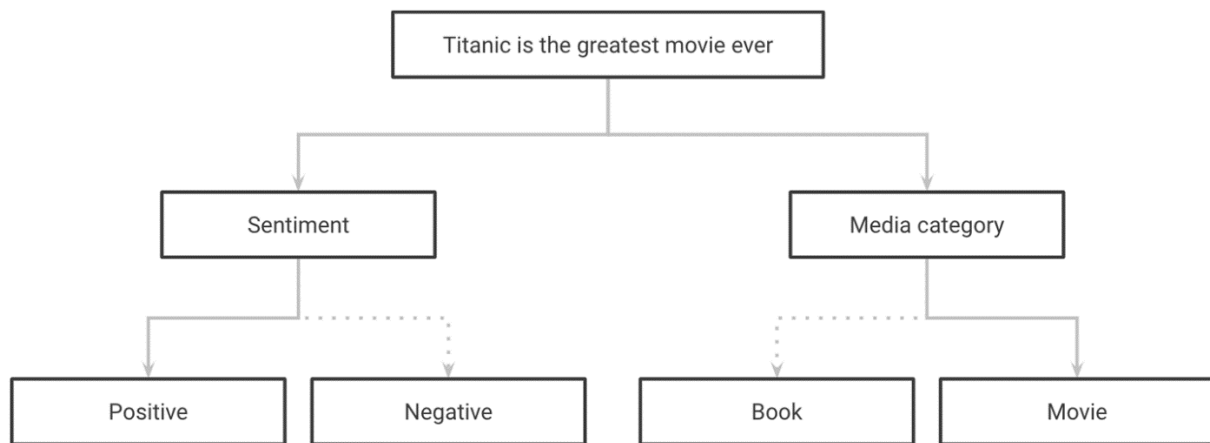 Titanic is the greatest movie ever
Sentiment
Media category
Positive
Negative
Book
Movie